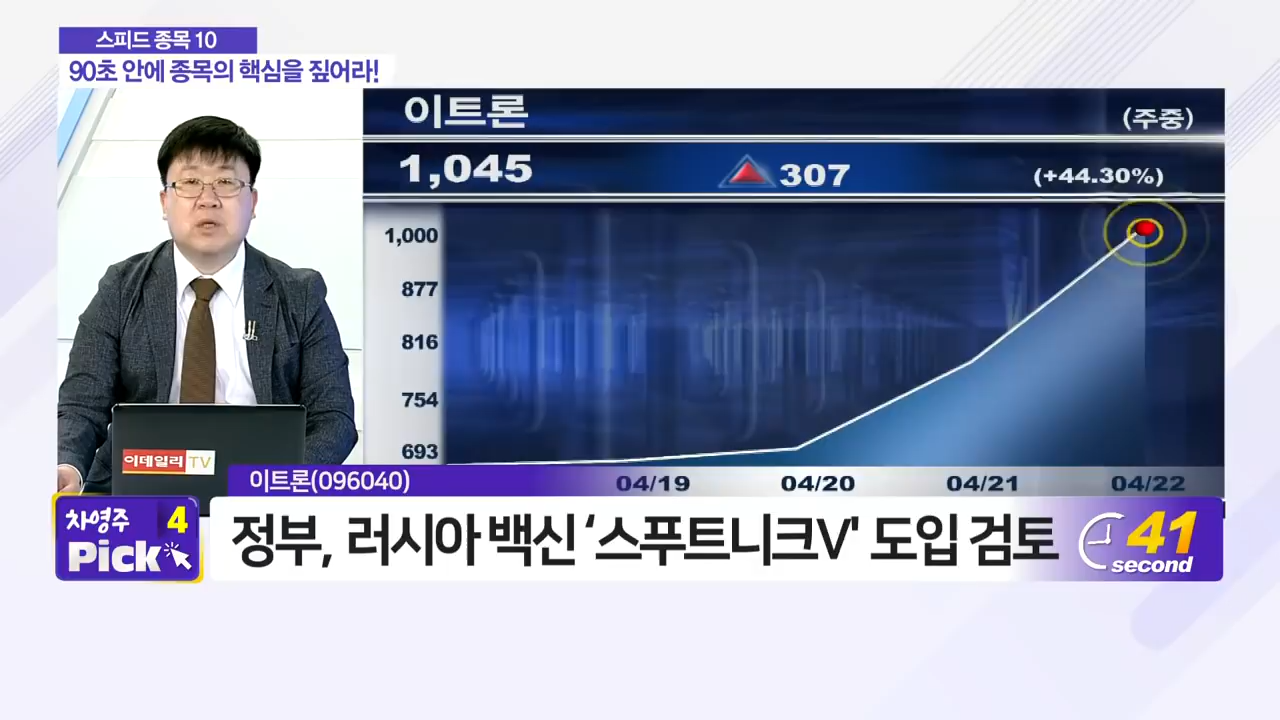 스피드 종목 10
90초 안에 종목의 핵심을 짚어라!
이트론
(주중)
1,045
307
(+44.30%)
1,000
877
816
754
693
04/19
04/20
04/21
04/22
이데일리 TV
이트론(096040)
차영주 4
Pick
정부, 러시아 백신 ‘스푸트니크V' 도입 검토
41
second